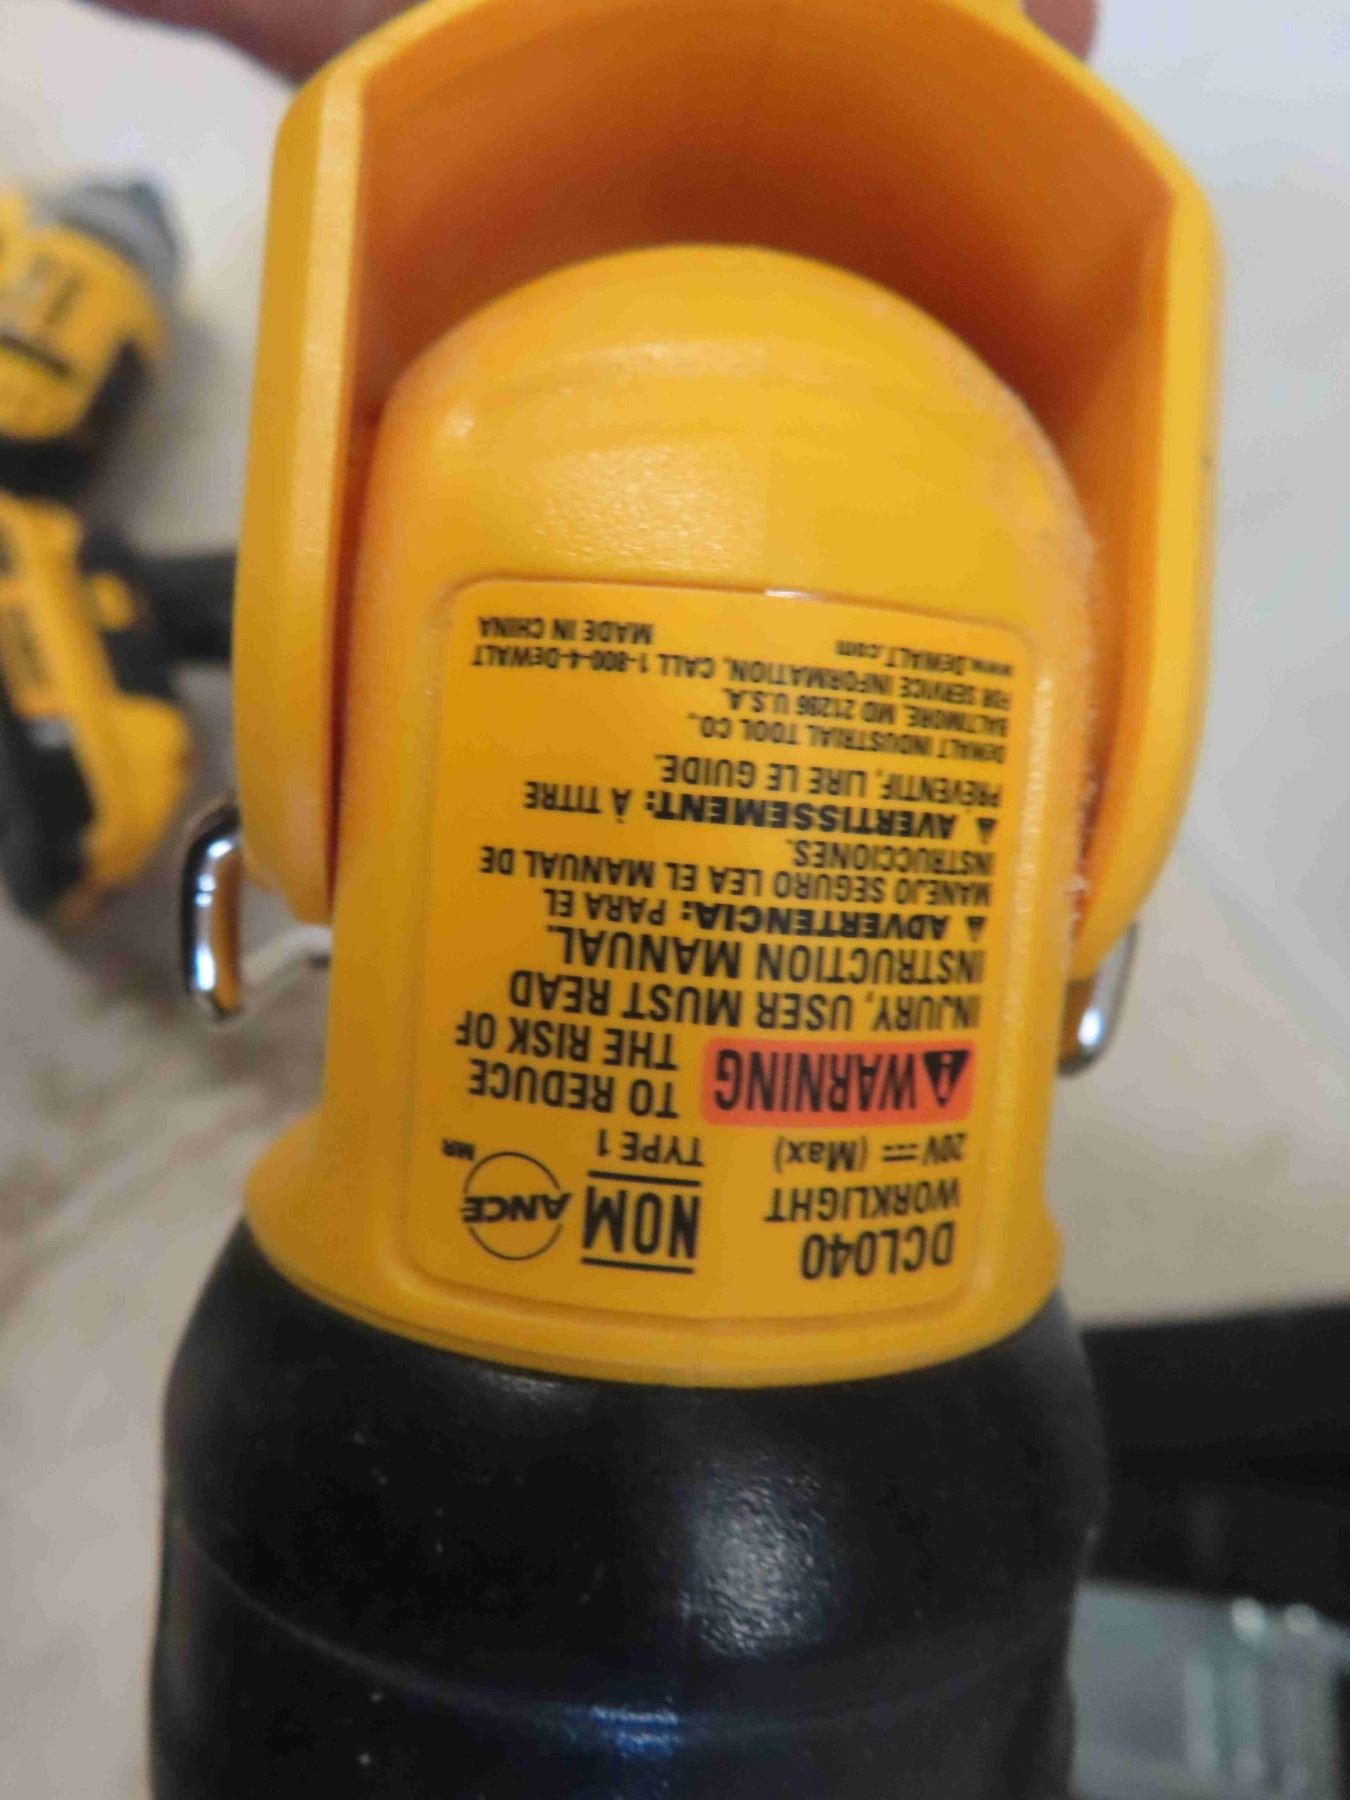 DCL040
WORKLIGHT
20V ⎓ (Max)
NOM
TYPE 1
ANCE
MR
⚠WARNING TO REDUCE
THE RISK OF
INJURY, USER MUST READ
INSTRUCTION MANUAL.
⚠ ADVERTENCIA: PARA EL
MANEJO SEGURO LEA EL MANUAL DE
INSTRUCCIONES.
⚠ AVERTISSEMENT: À TITRE
PRÉVENTIF, LIRE LE GUIDE.
DEWALT INDUSTRIAL TOOL CO.,
BALTIMORE, MD 21286 U.S.A.
FOR SERVICE INFORMATION, CALL 1-800-4-DEWALT
www.DEWALT.com MADE IN CHINA